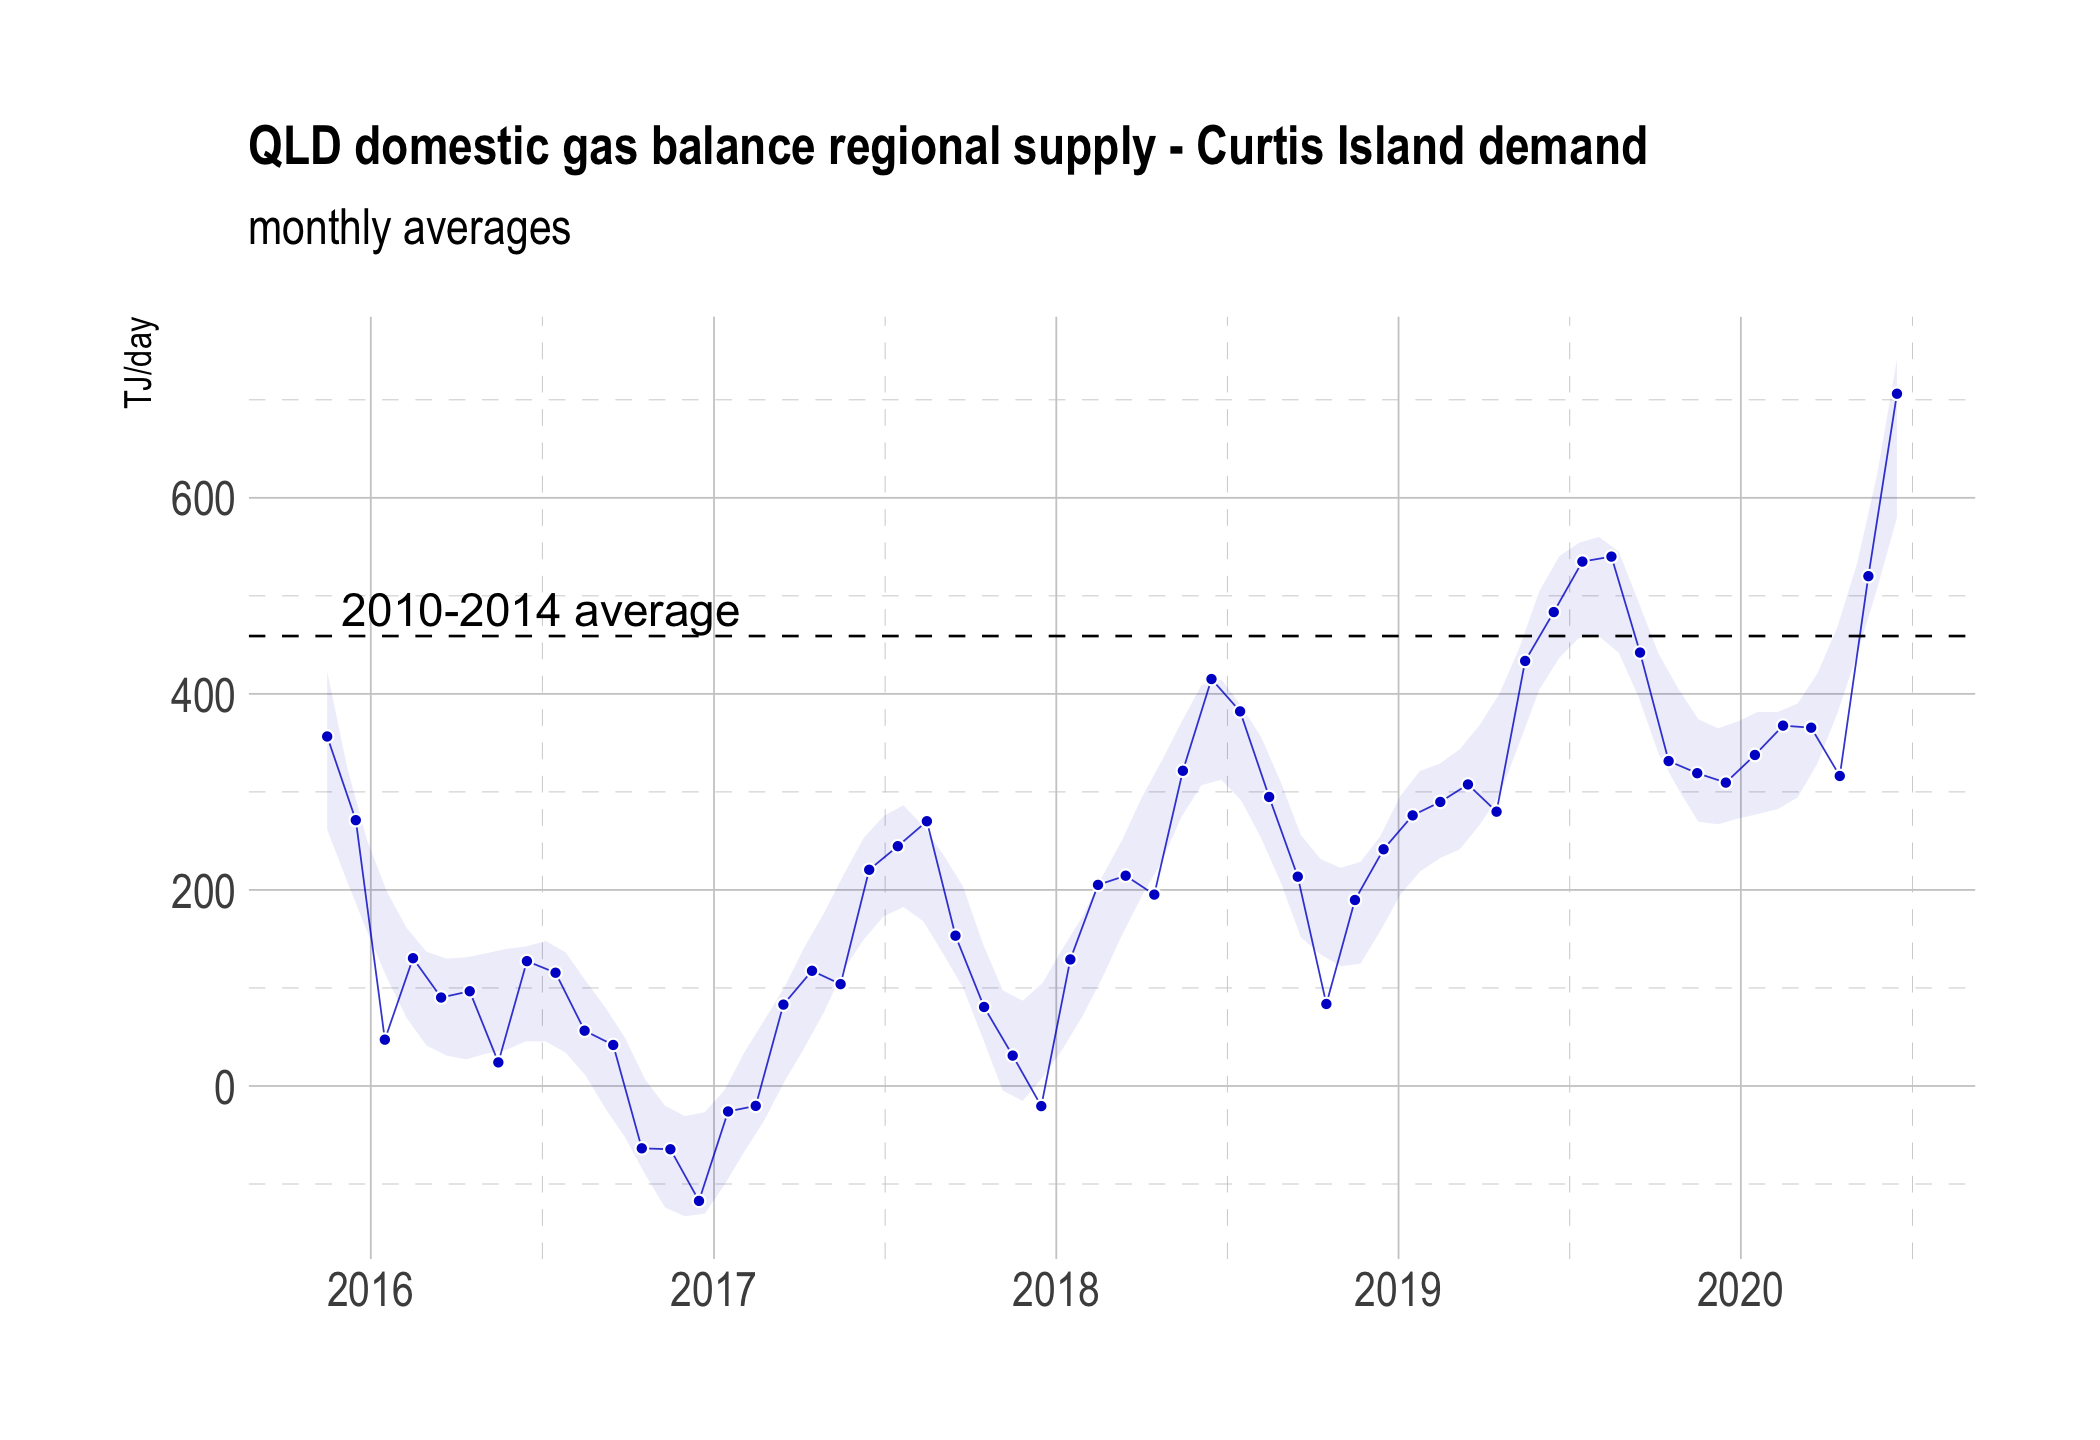 QLD domestic gas balance regional supply - Curtis Island demand
monthly averages
TJ/day
600
2010-2014 average
400
200
0
2016 2017 2018 2019 2020